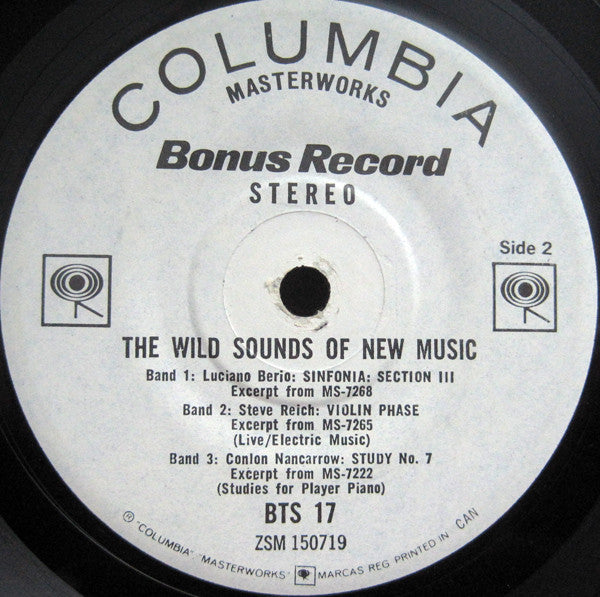 COLUMBIA
MASTERWORKS
Bonus Record
STEREO
Side 2
THE WILD SOUNDS OF NEW MUSIC
Band 1: Luciano Berio: SINFONIA: SECTION III
Excerpt from MS-7268
Band 2: Steve Reich: VIOLIN PHASE
Excerpt from MS-7265
(Live/Electric Music)
Band 3: Conlon Nancarrow: STUDY No. 7
Excerpt from MS-7222
(Studies for Player Piano)
BTS 17
ZSM 150719
® "COLUMBIA" "MASTERWORKS" MARCAS REG. PRINTED IN CAN